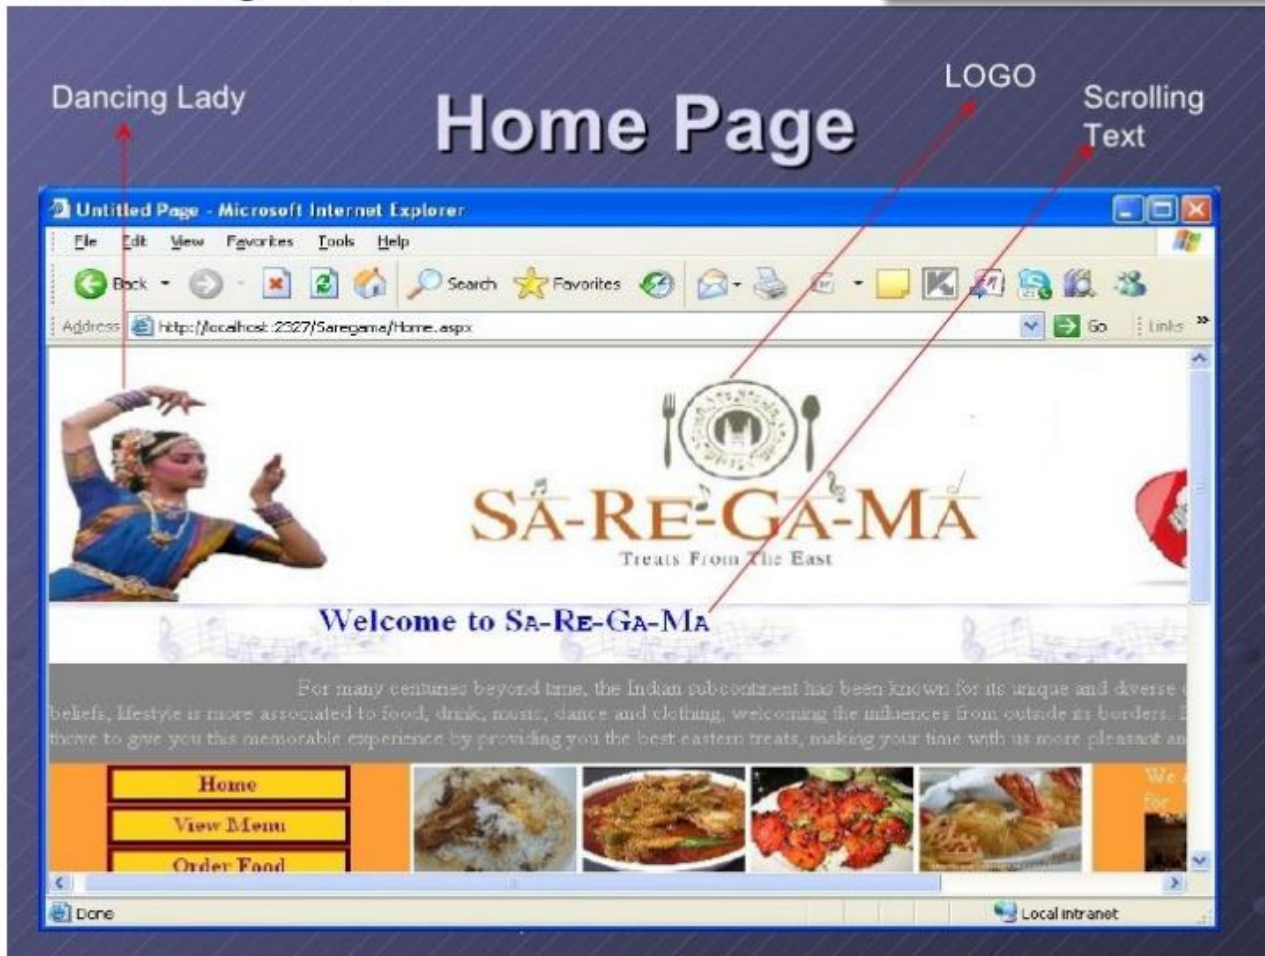 Dancing Lady
Home Page
LOGO
Scrolling
Text
Untitled Page - Microsoft Internet Explorer
File Edit View Favorites Tools Help
Back Search Favorites
Address http://localhost:2327/Saregama/Home.aspx Go Links »
SA-RE-GA-MA
Treats From The East
Welcome to SA-RE-GA-MA
For many centuries beyond time, the Indian subcontinent has been known for its unique and diverse
beliefs, lifestyle is more associated to food, drink, music, dance and clothing, welcoming the influences from outside its borders.
thrive to give you this memorable experience by providing you the best eastern treats, making your time with us more pleasant
Home
View Menu
Order Food
We
for
Done
Local intranet